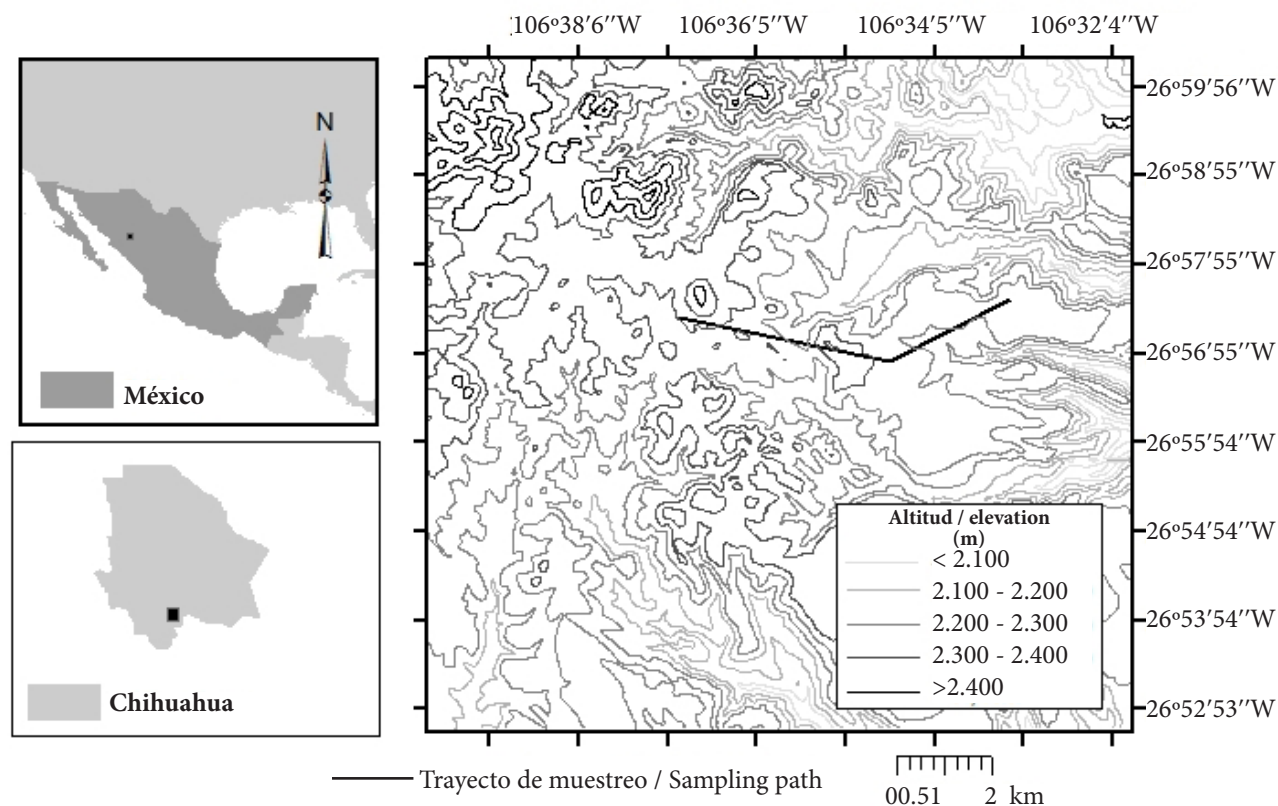 106º38'6''W 106º36'5''W 106º34'5''W 106º32'4''W
N
México
Chihuahua
26º59'56''W
26º58'55''W
26º57'55''W
26º56'55''W
26º55'54''W
26º54'54''W
26º53'54''W
26º52'53''W
Altitud / elevation
(m)
< 2.100
2.100 - 2.200
2.200 - 2.300
2.300 - 2.400
>2.400
Trayecto de muestreo / Sampling path
00.51 2 km